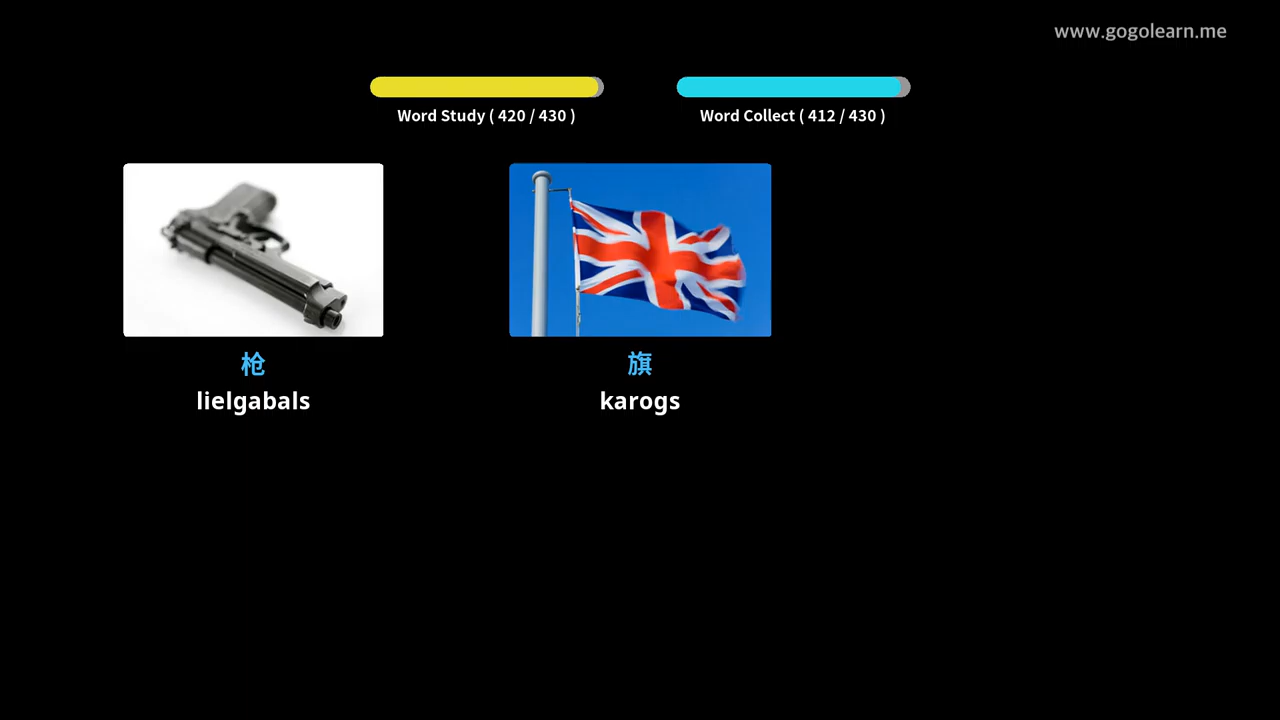 www.gogolearn.me
Word Study ( 420 / 430 )
Word Collect ( 412 / 430 )
枪
lielgabals
旗
karogs